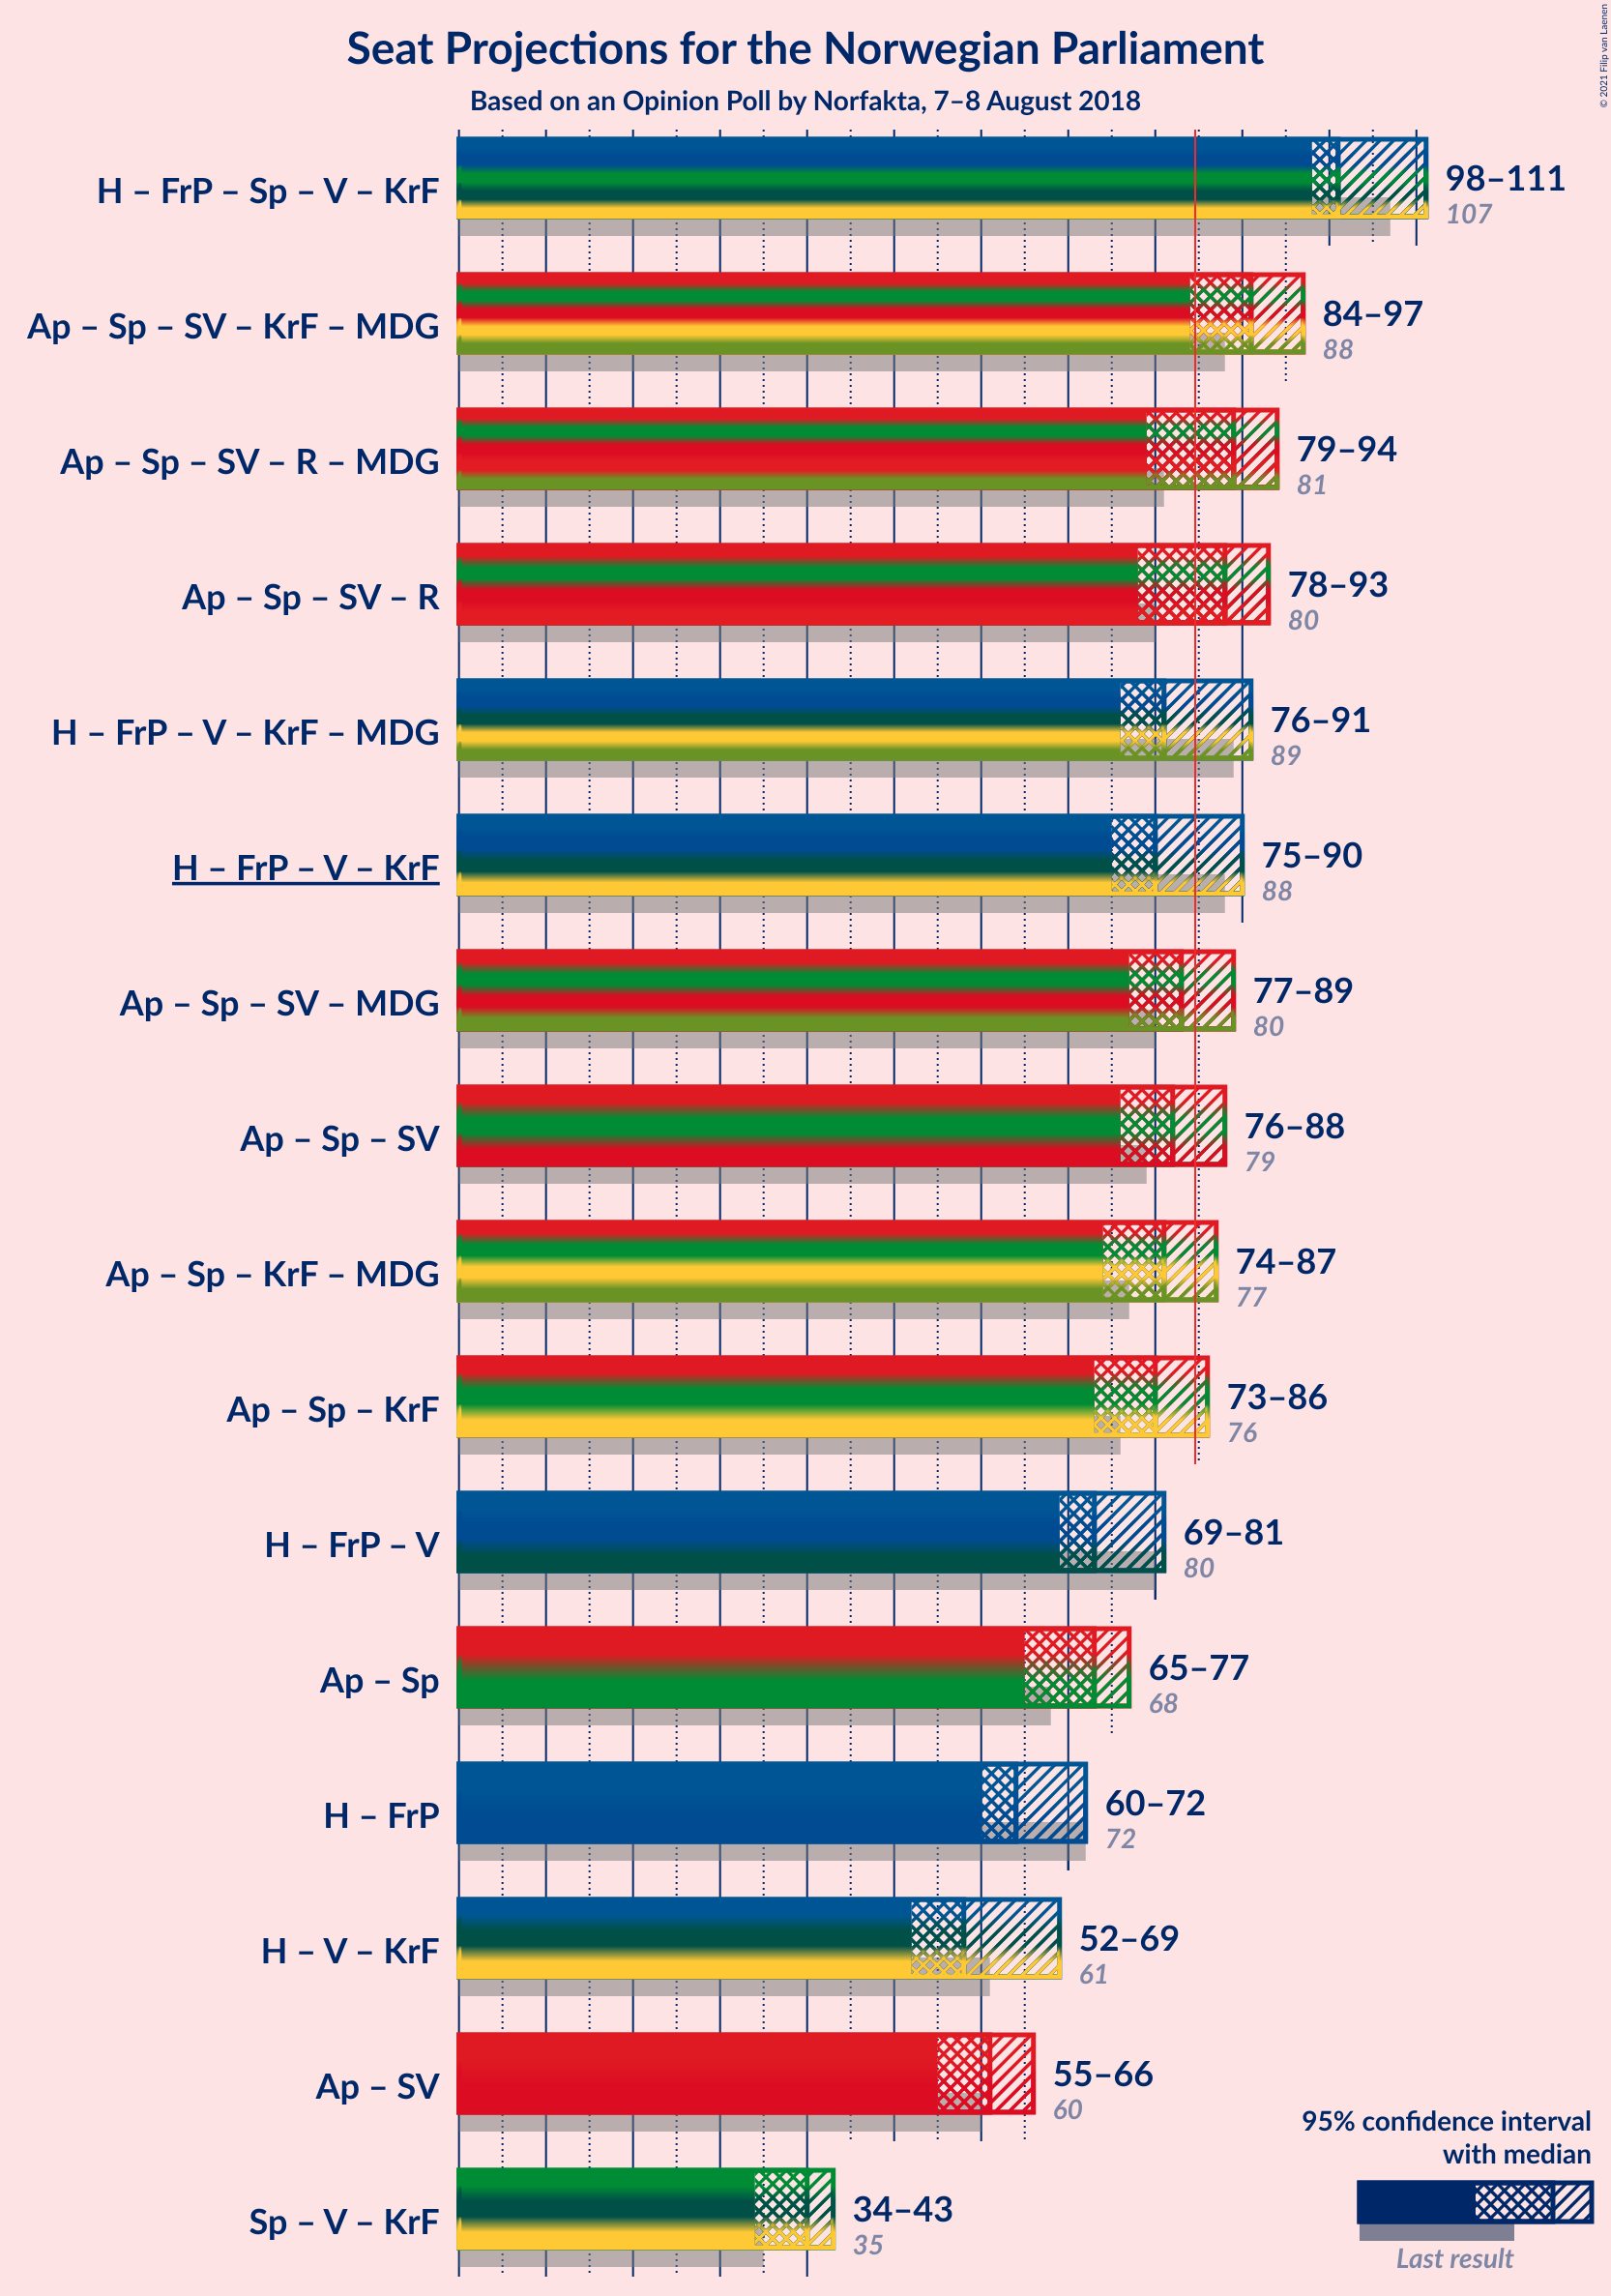 Seat Projections for the Norwegian Parliament
Based on an Opinion Poll by Norfakta, 7–8 August 2018
© 2021 Filip van Laenen
H – FrP – Sp – V – KrF
98–111
107
Ap – Sp – SV – KrF – MDG
84–97
88
Ap – Sp – SV – R – MDG
79–94
81
Ap – Sp – SV – R
78–93
80
H – FrP – V – KrF – MDG
76–91
89
H – FrP – V – KrF
75–90
88
Ap – Sp – SV – MDG
77–89
80
Ap – Sp – SV
76–88
79
Ap – Sp – KrF – MDG
74–87
77
Ap – Sp – KrF
73–86
76
H – FrP – V
69–81
80
Ap – Sp
65–77
68
H – FrP
60–72
72
H – V – KrF
52–69
61
Ap – SV
55–66
60
Sp – V – KrF
34–43
35
95% confidence interval
with median
Last result